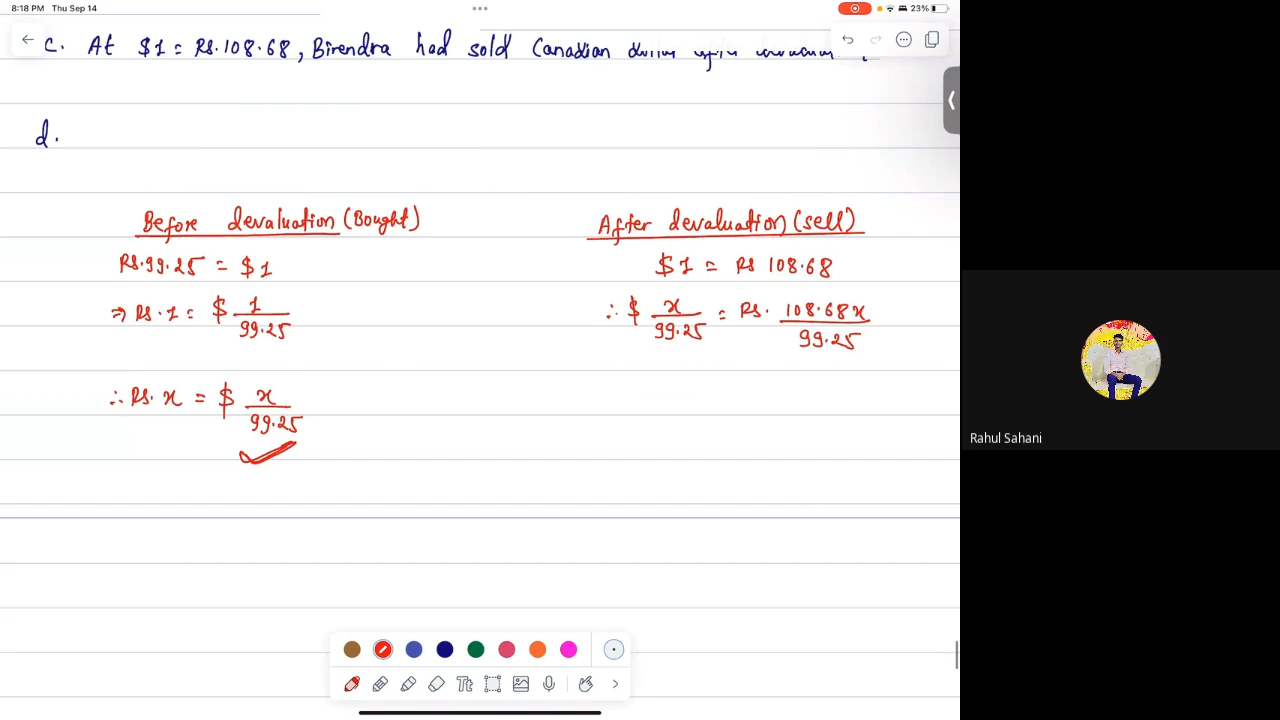 8:18 PM Thu Sep 14
23%
c. At $1 = Rs.108.68, Birendra had sold Canadian
d.
Before devaluation (Bought)
Rs.99.25 = $1
⇒ Rs.1 = $ 1/99.25
∴ Rs. x = $ x/99.25
After devaluation (sell)
$1 = Rs 108.68
∴ $ x/99.25 = Rs. 108.68x/99.25
Tt
Rahul Sahani